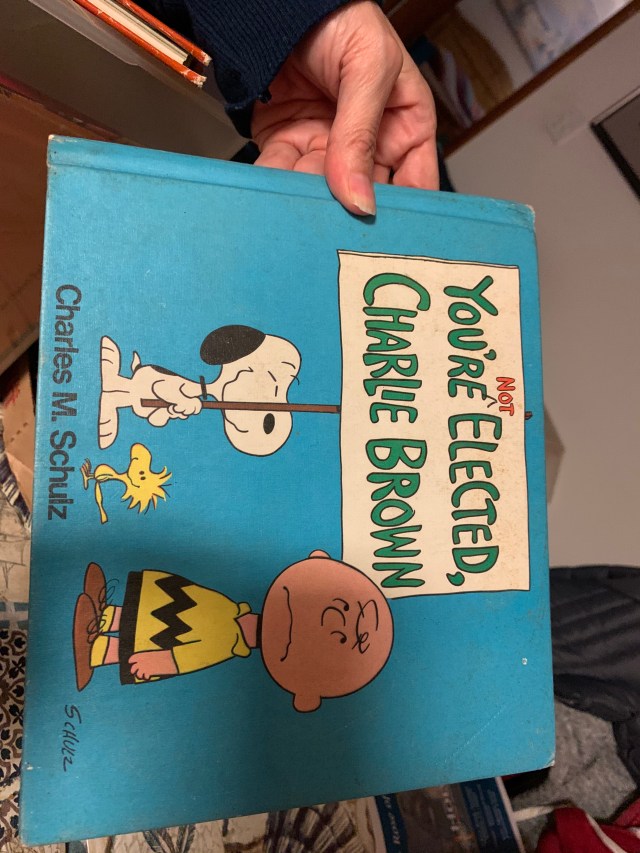 YOU'RE NOT ELECTED,
CHARLIE BROWN
Charles M. Schulz
SCHULZ